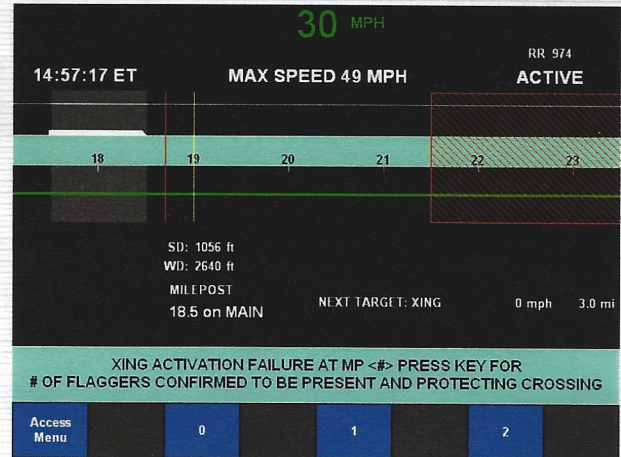 30 MPH
RR 974
14:57:17 ET MAX SPEED 49 MPH ACTIVE
18 19 20 21 22 23
SD: 1056 ft
WD: 2640 ft
MILEPOST
18.5 on MAIN
NEXT TARGET: XING 0 mph 3.0 mi
XING ACTIVATION FAILURE AT MP <#> PRESS KEY FOR
# OF FLAGGERS CONFIRMED TO BE PRESENT AND PROTECTING CROSSING
Access
Menu
0 1 2